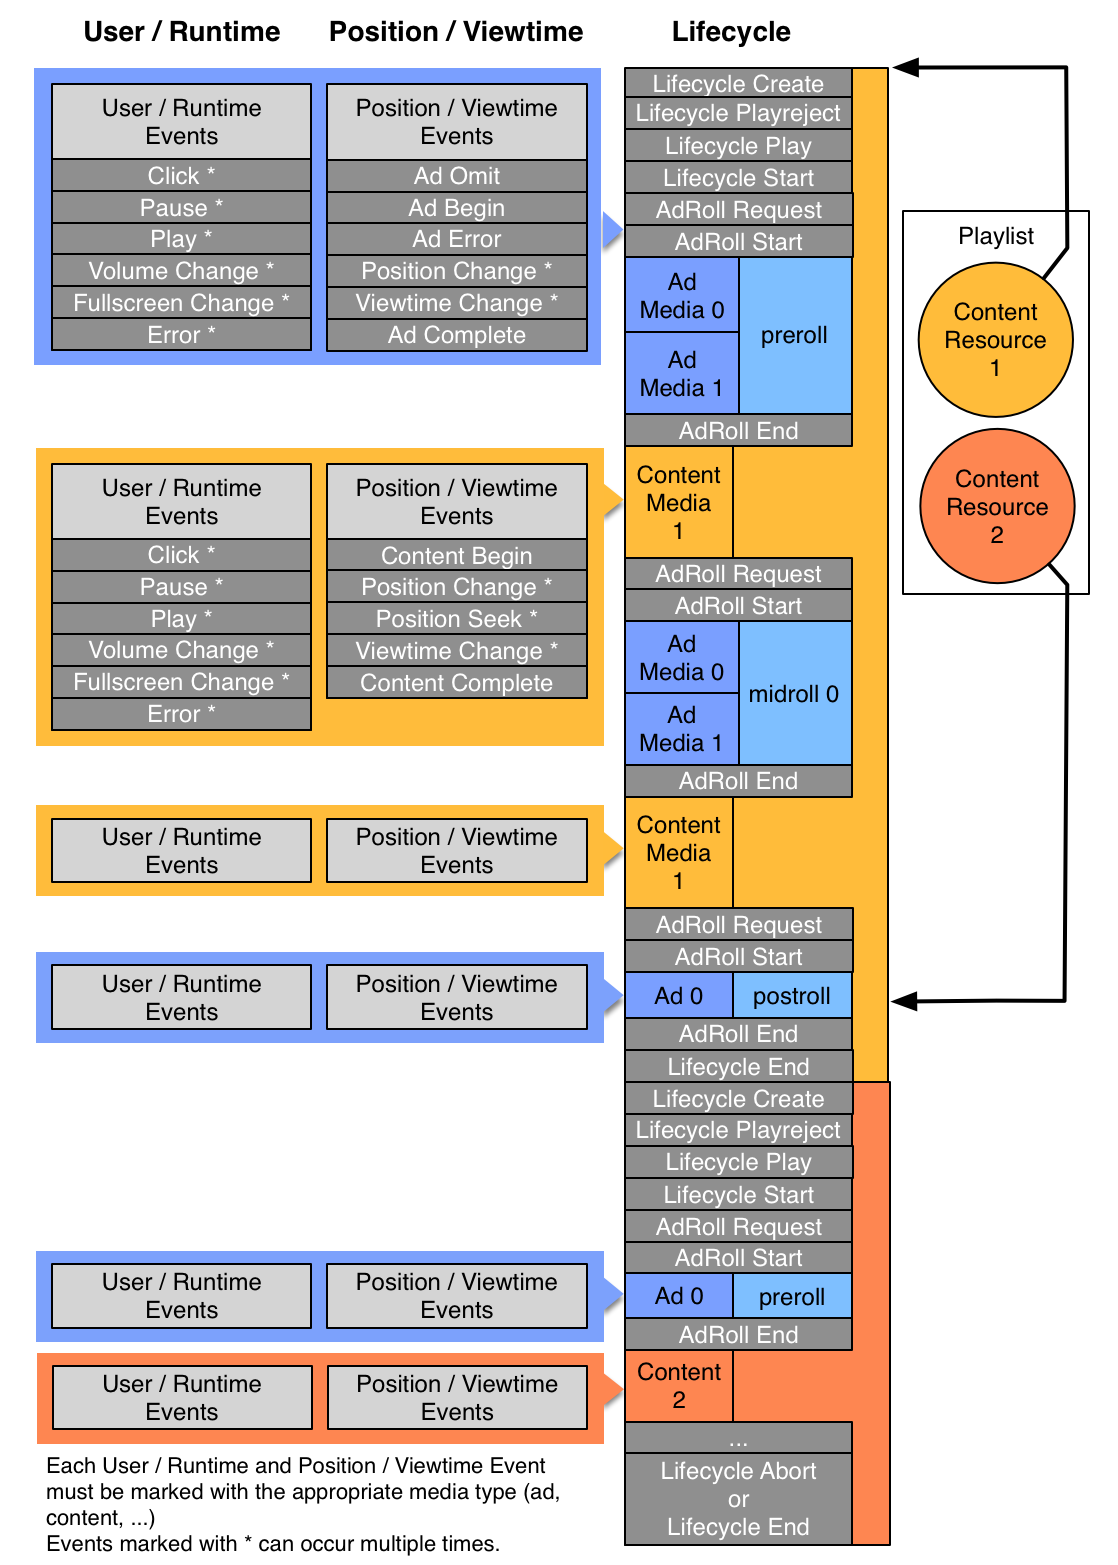 User / Runtime
Position / Viewtime
Lifecycle
User / Runtime
Events
Click *
Pause *
Play *
Volume Change *
Fullscreen Change *
Error *
Position / Viewtime
Events
Ad Omit
Ad Begin
Ad Error
Position Change *
Viewtime Change *
Ad Complete
User / Runtime
Events
Click *
Pause *
Play *
Volume Change *
Fullscreen Change *
Error *
Position / Viewtime
Events
Content Begin
Position Change *
Position Seek *
Viewtime Change *
Content Complete
User / Runtime
Events
Position / Viewtime
Events
User / Runtime
Events
Position / Viewtime
Events
User / Runtime
Events
Position / Viewtime
Events
User / Runtime
Events
Position / Viewtime
Events
Each User / Runtime and Position / Viewtime Event
must be marked with the appropriate media type (ad,
content, ...)
Events marked with * can occur multiple times.
Lifecycle Create
Lifecycle Playreject
Lifecycle Play
Lifecycle Start
AdRoll Request
AdRoll Start
Ad
Media 0
Ad
Media 1
preroll
AdRoll End
Content
Media
1
AdRoll Request
AdRoll Start
Ad
Media 0
Ad
Media 1
midroll 0
AdRoll End
Content
Media
1
AdRoll Request
AdRoll Start
Ad 0
postroll
AdRoll End
Lifecycle End
Lifecycle Create
Lifecycle Playreject
Lifecycle Play
Lifecycle Start
AdRoll Request
AdRoll Start
Ad 0
preroll
AdRoll End
Content
2
...
Lifecycle Abort
or
Lifecycle End
Playlist
Content
Resource
1
Content
Resource
2